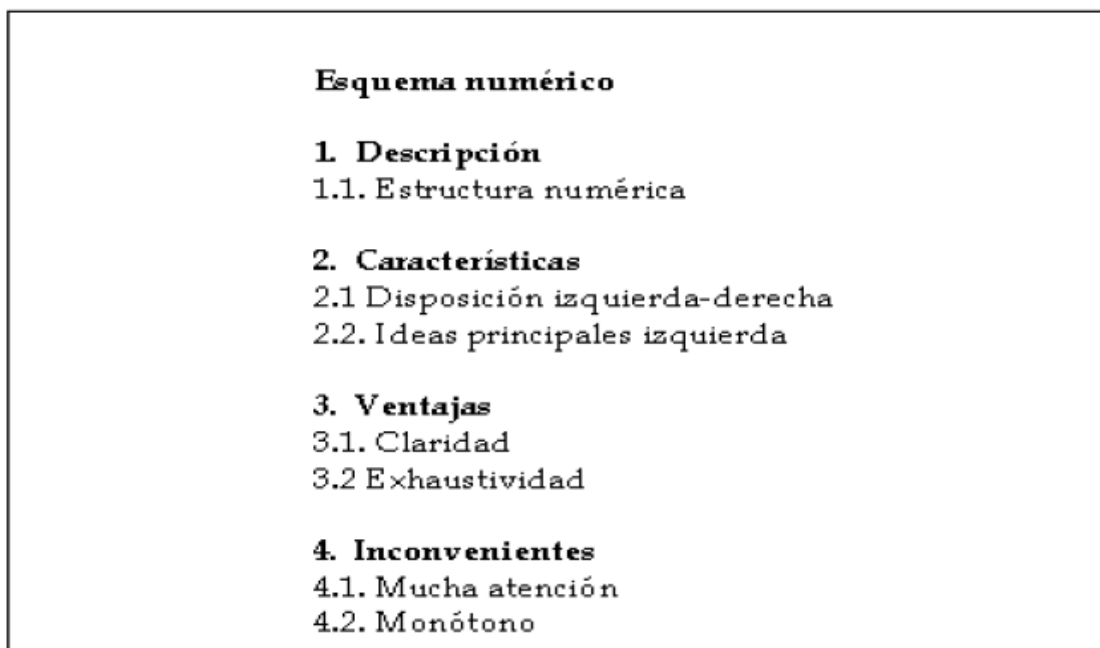 Esquema numérico
1. Descripción
1.1. Estructura numérica
2. Características
2.1 Disposición izquierda-derecha
2.2. Ideas principales izquierda
3. Ventajas
3.1. Claridad
3.2 Exhaustividad
4. Inconvenientes
4.1. Mucha atención
4.2. Monótono